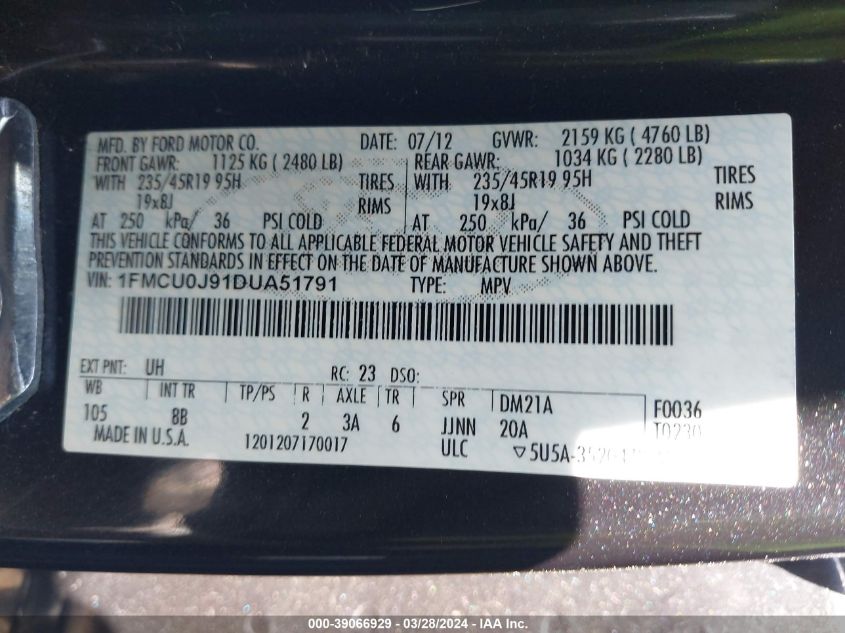 MFD. BY FORD MOTOR CO. DATE: 07/12 GVWR: 2159 KG ( 4760 LB)
FRONT GAWR: 1125 KG ( 2480 LB) REAR GAWR: 1034 KG ( 2280 LB)
WITH 235/45R19 95H TIRES WITH 235/45R19 95H TIRES
19x8J RIMS 19x8J RIMS
AT 250 kPa/ 36 PSI COLD AT 250 kPa/ 36 PSI COLD
THIS VEHICLE CONFORMS TO ALL APPLICABLE FEDERAL MOTOR VEHICLE SAFETY AND THEFT
PREVENTION STANDARDS IN EFFECT ON THE DATE OF MANUFACTURE SHOWN ABOVE.
VIN: 1FMCU0J91DUA51791 TYPE: MPV
EXT PNT: UH RC: 23 DSO:
WB INT TR TP/PS R AXLE TR SPR DM21A F0036
105 8B 2 3A 6 JJNN 20A T0230
MADE IN U.S.A. 1201207170017 ULC
000-39066929 - 03/28/2024 - IAA Inc.